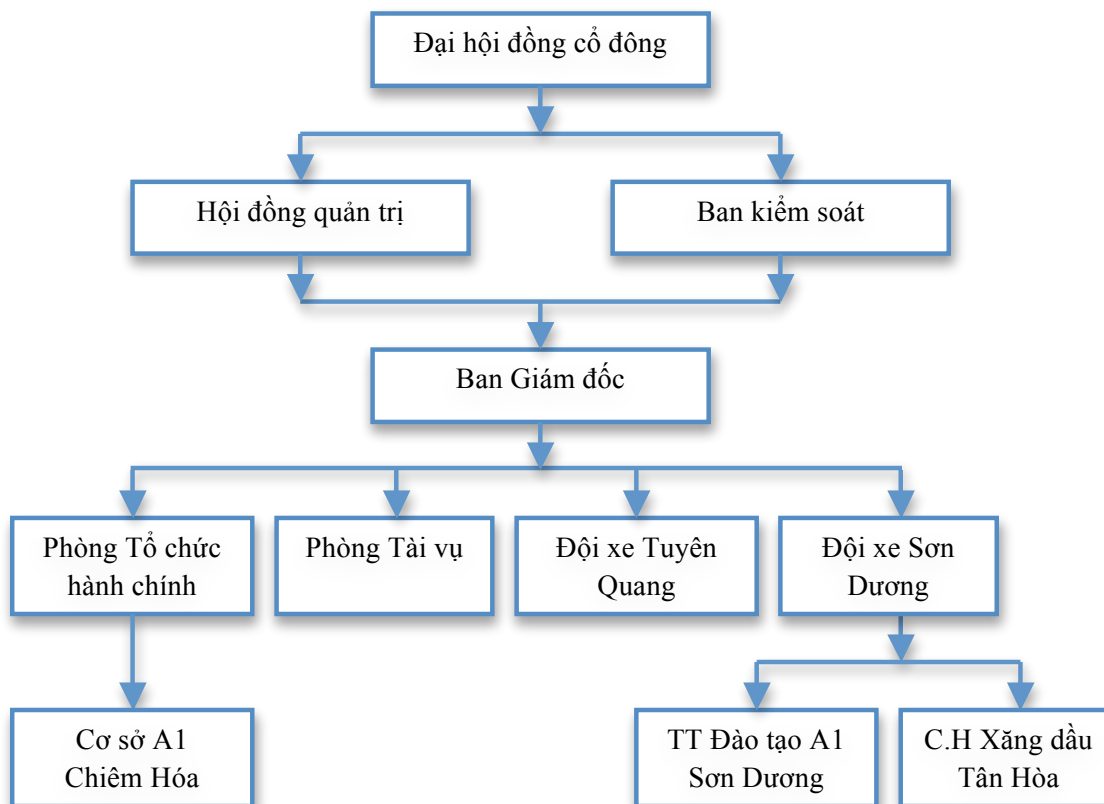 Đại hội đồng cổ đông
Hội đồng quản trị
Ban kiểm soát
Ban Giám đốc
Phòng Tổ chức
hành chính
Phòng Tài vụ
Đội xe Tuyên
Quang
Đội xe Sơn
Dương
Cơ sở A1
Chiêm Hóa
TT Đào tạo A1
Sơn Dương
C.H Xăng dầu
Tân Hòa